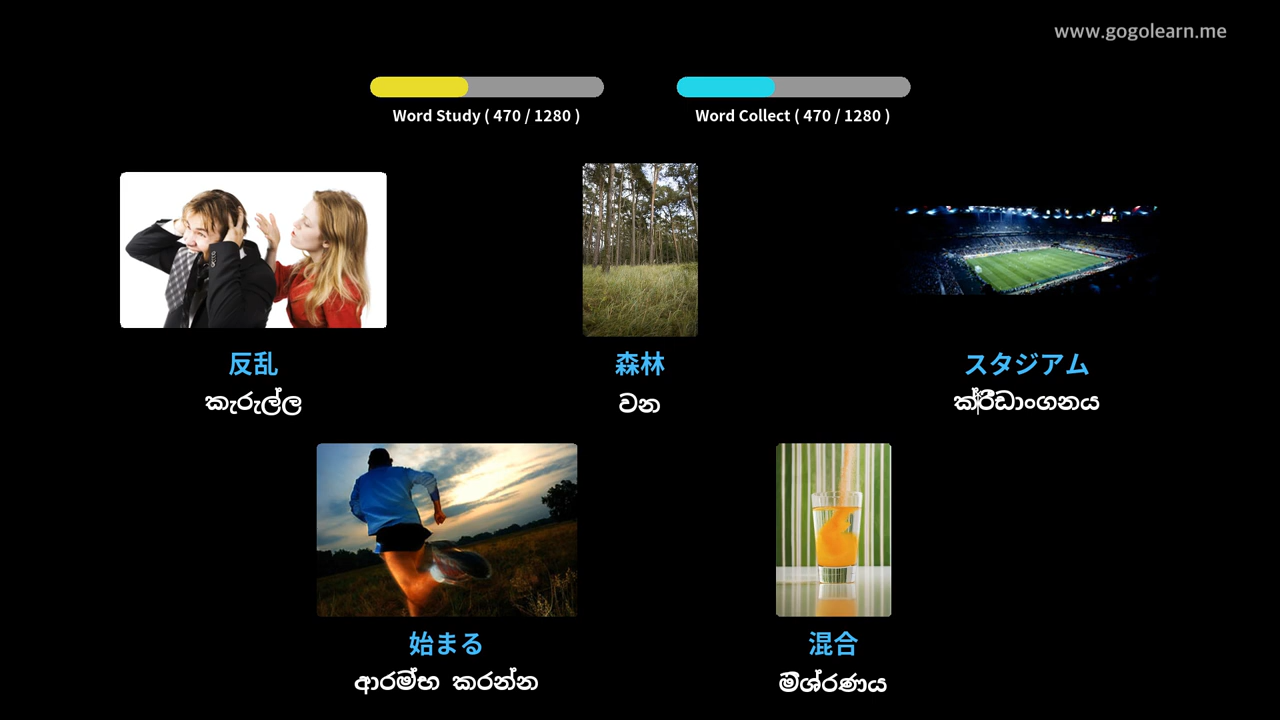 www.gogolearn.me
Word Study ( 470 / 1280 )
Word Collect ( 470 / 1280 )
反乱
කැරුල්ල
森林
වන
スタジアム
ක්රීඩාංගනය
始まる
ආරම්භ කරන්න
混合
මිශ්රණය